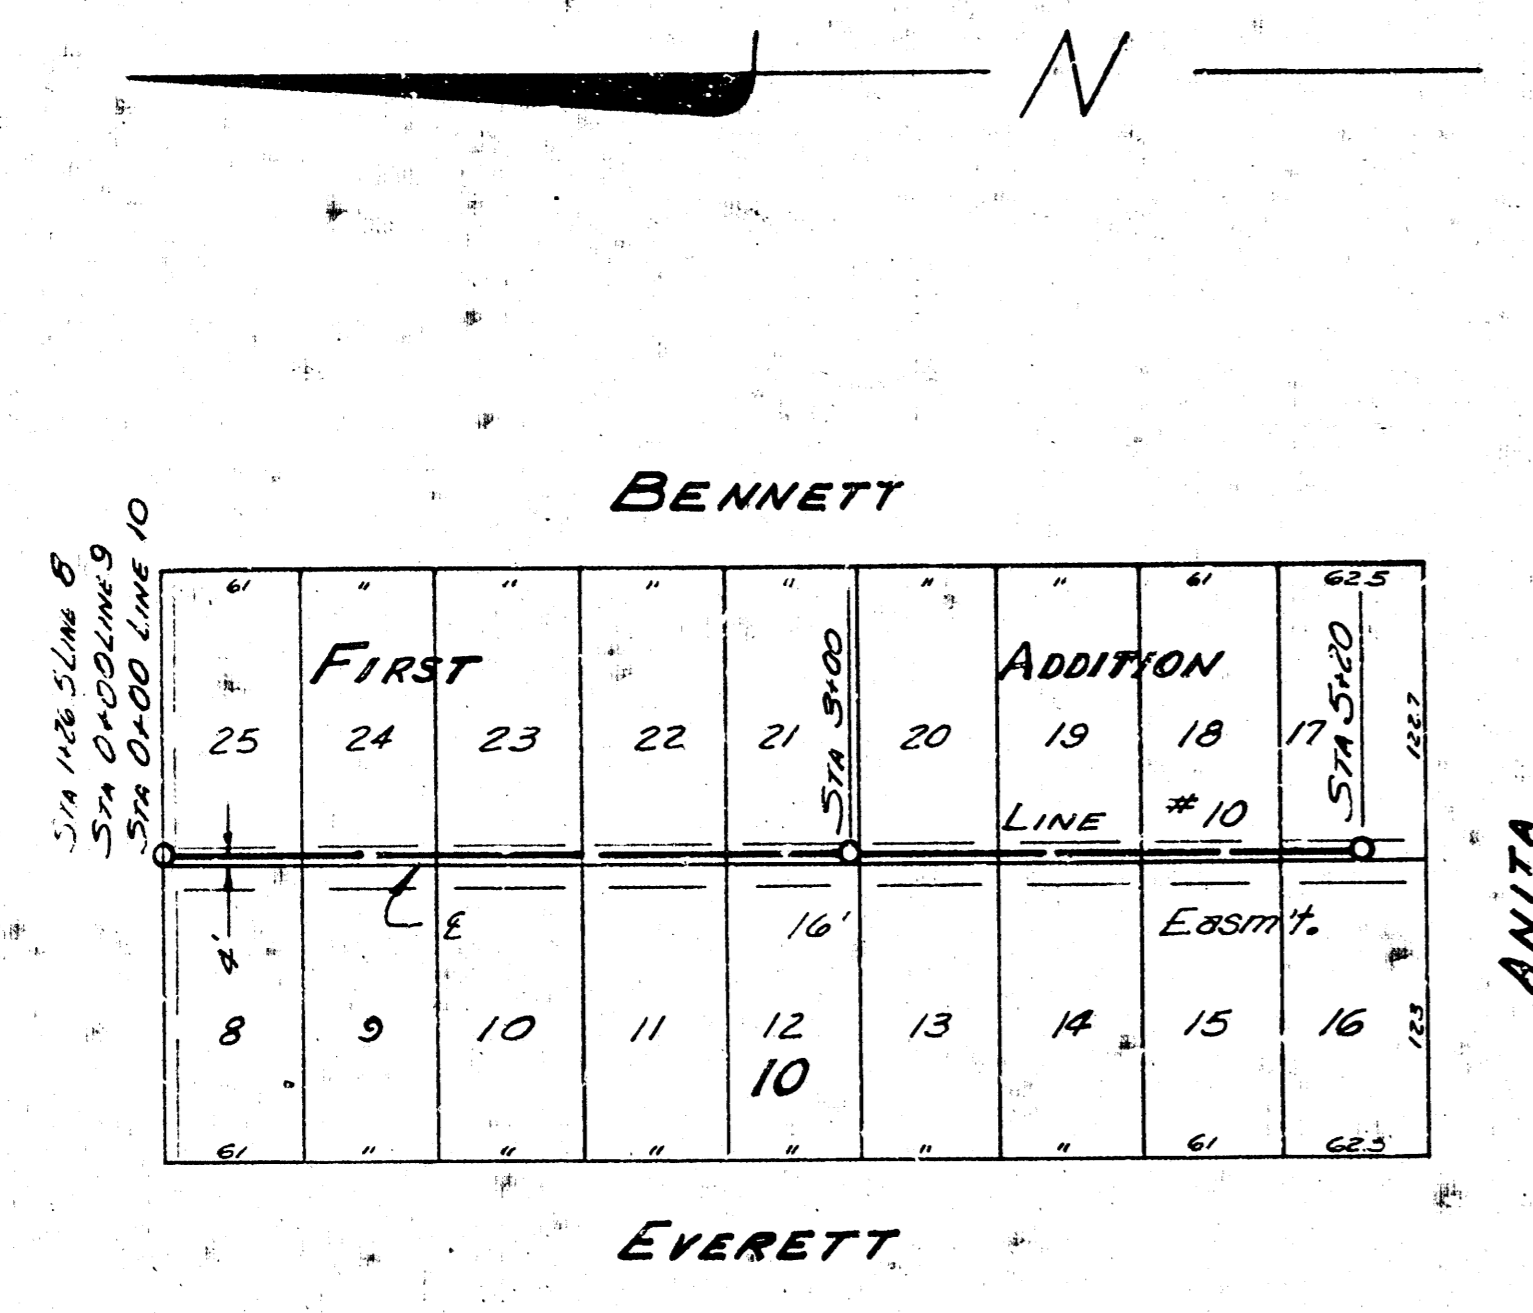 N
BENNETT
STA 1+26.5 LINE 8
STA 0+00 LINE 9
STA 0+00 LINE 10
61 " " " " " " 61 62.5
FIRST ADDITION
25 24 23 22 21 20 19 18 17
STA 3+00
STA 5+20
122.7
LINE #10
ANITA
4'
℄
16' Easm't.
8 9 10 11 12 13 14 15 16
123
10
61 " " " " " " 61 62.5
EVERETT